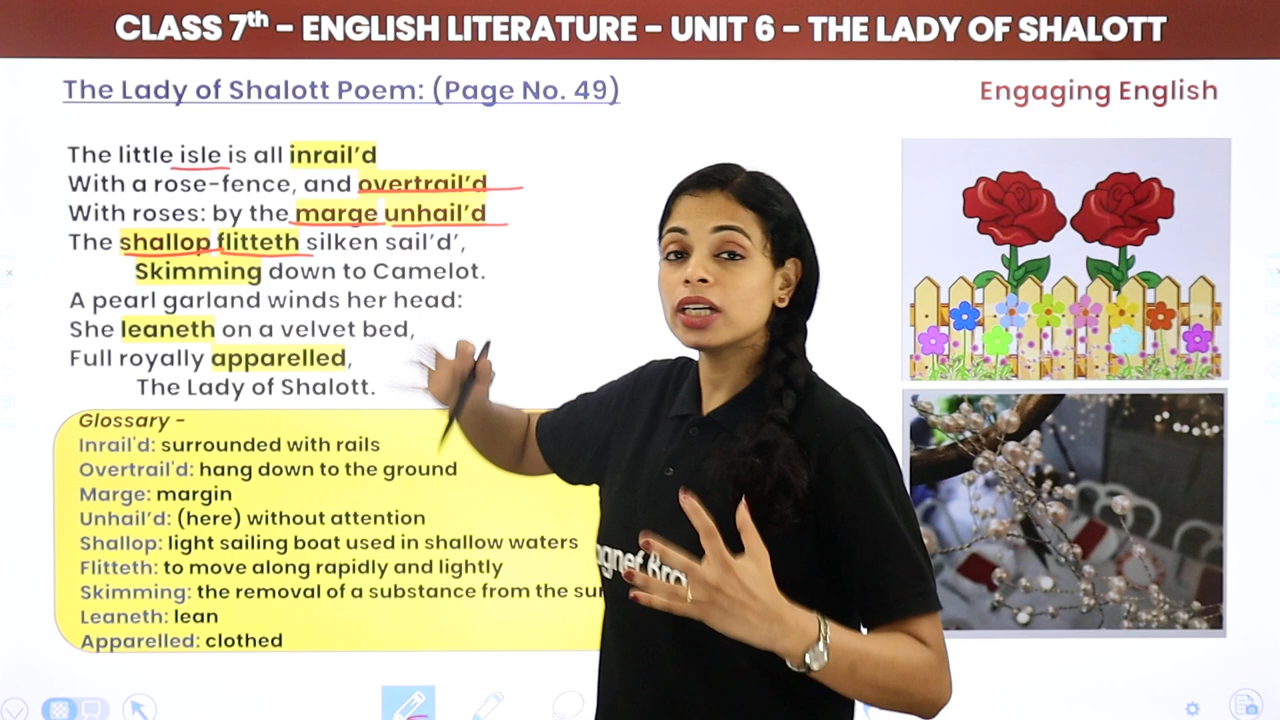 CLASS 7th – ENGLISH LITERATURE – UNIT 6 – THE LADY OF SHALOTT
The Lady of Shalott Poem: (Page No. 49)
Engaging English
The little isle is all inrail’d
With a rose-fence, and overtrail’d
With roses: by the marge unhail’d
The shallop flitteth silken sail’d’,
Skimming down to Camelot.
A pearl garland winds her head:
She leaneth on a velvet bed,
Full royally apparelled,
The Lady of Shalott.
Glossary -
Inrail'd: surrounded with rails
Overtrail'd: hang down to the ground
Marge: margin
Unhail’d: (here) without attention
Shallop: light sailing boat used in shallow waters
Flitteth: to move along rapidly and lightly
Skimming: the removal of a substance from the
Leaneth: lean
Apparelled: clothed